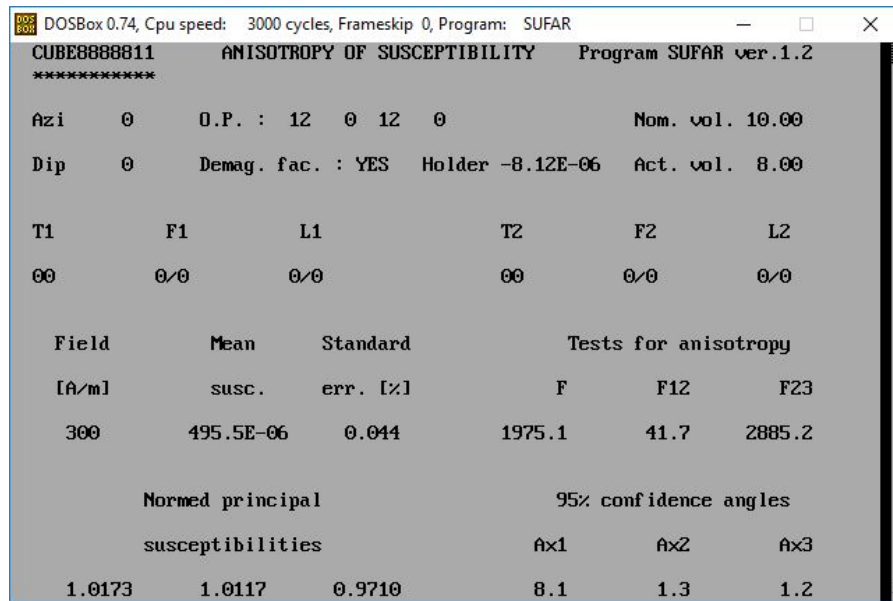 DOSBox 0.74, Cpu speed: 3000 cycles, Frameskip 0, Program: SUFAR
CUBE8888811 ANISOTROPY OF SUSCEPTIBILITY Program SUFAR ver.1.2
***********
Azi 0 O.P. : 12 0 12 0 Nom. vol. 10.00
Dip 0 Demag. fac. : YES Holder -8.12E-06 Act. vol. 8.00
T1 F1 L1 T2 F2 L2
00 0/0 0/0 00 0/0 0/0
Field Mean Standard Tests for anisotropy
[A/m] susc. err. [%] F F12 F23
300 495.5E-06 0.044 1975.1 41.7 2885.2
Normed principal 95% confidence angles
susceptibilities Ax1 Ax2 Ax3
1.0173 1.0117 0.9710 8.1 1.3 1.2